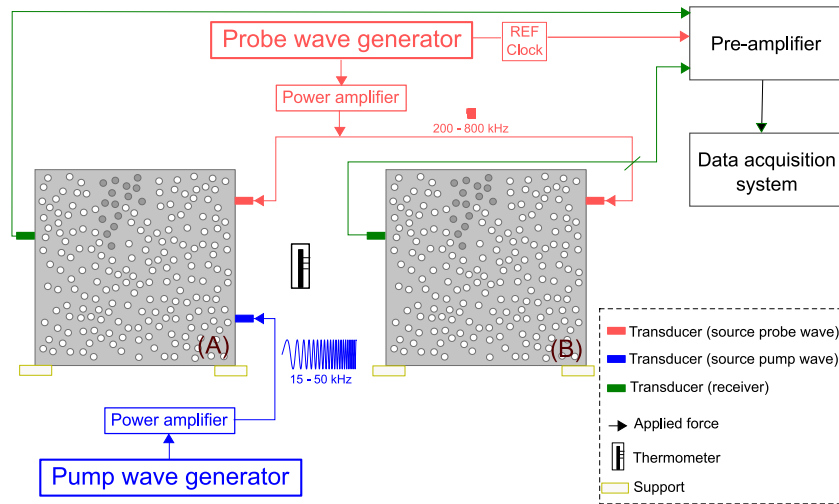 Probe wave generator
REF
Clock
Pre-amplifier
Power amplifier
200 - 800 kHz
Data acquisition
system
(A)
(B)
15 - 50 kHz
Power amplifier
Pump wave generator
Transducer (source probe wave)
Transducer (source pump wave)
Transducer (receiver)
Applied force
Thermometer
Support